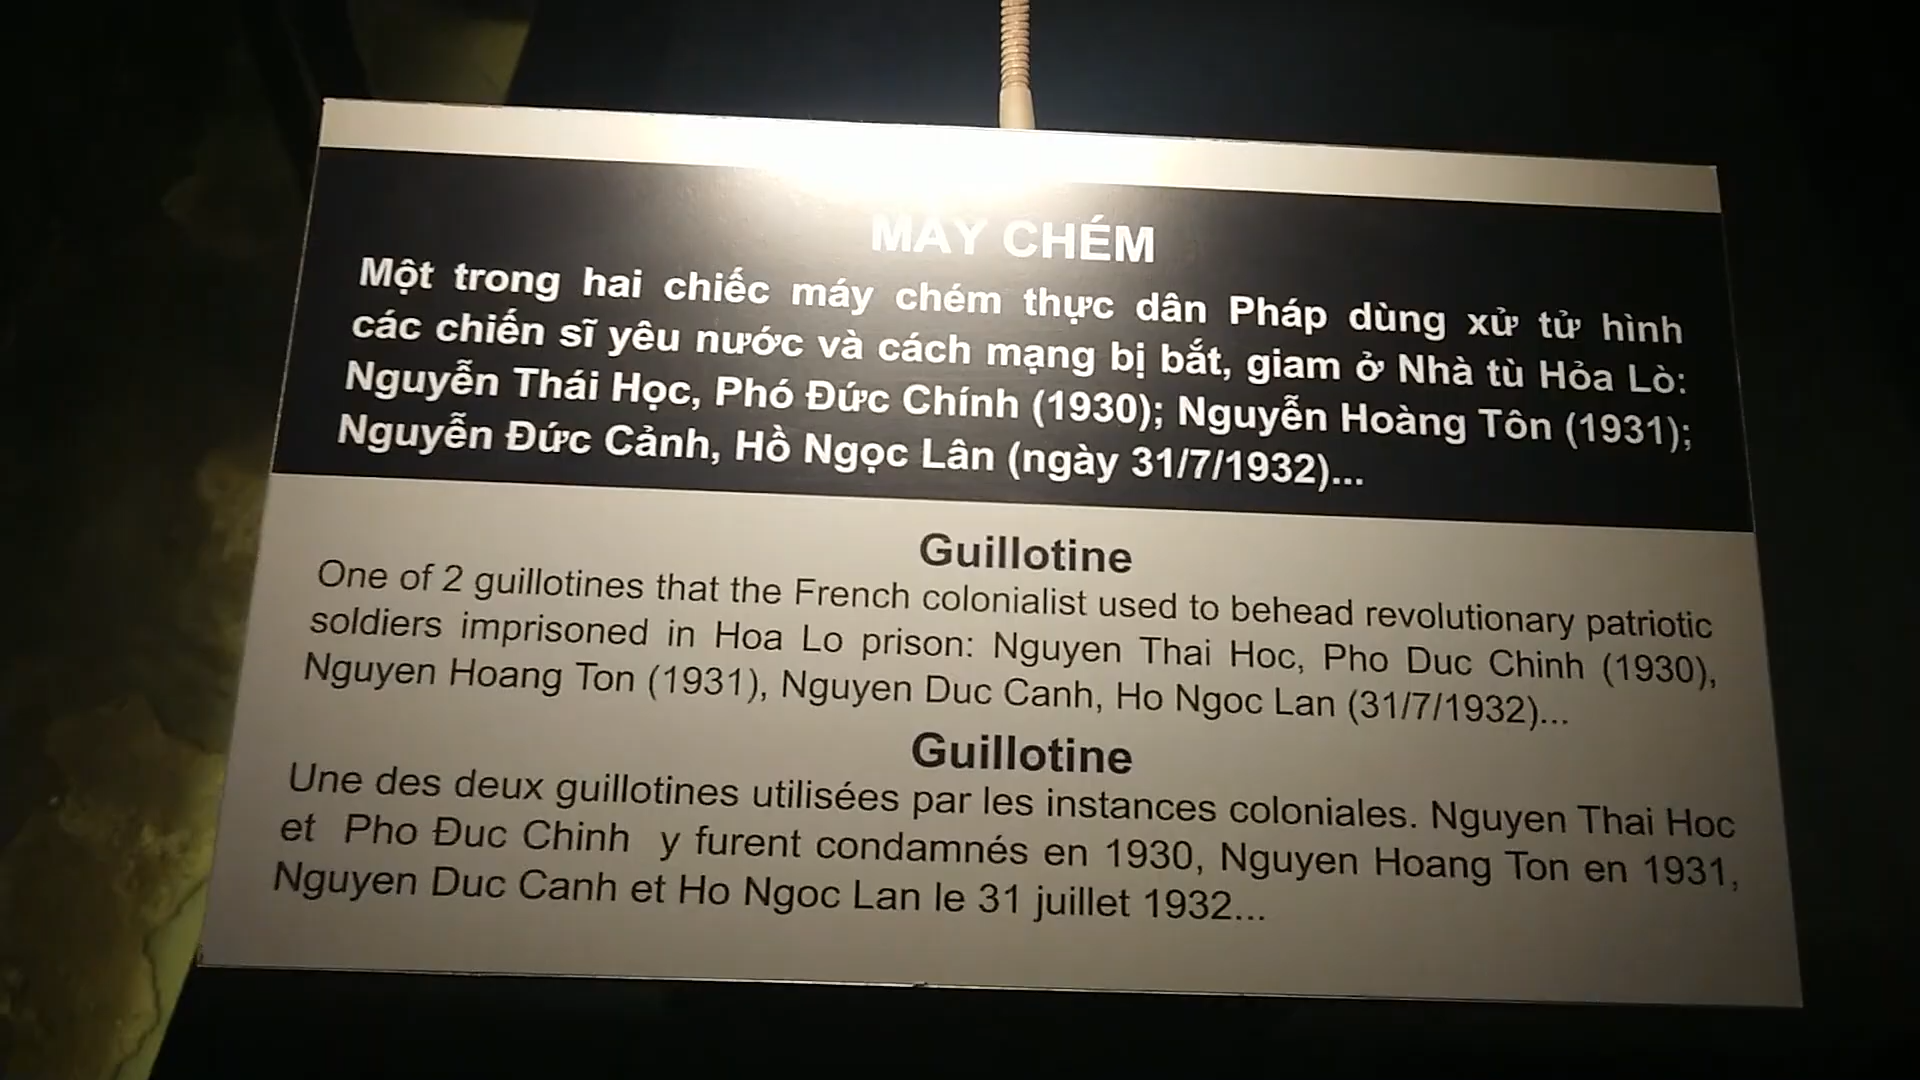 MÁY CHÉM
Một trong hai chiếc máy chém thực dân Pháp dùng xử tử hình
các chiến sĩ yêu nước và cách mạng bị bắt, giam ở Nhà tù Hỏa Lò:
Nguyễn Thái Học, Phó Đức Chính (1930); Nguyễn Hoàng Tôn (1931);
Nguyễn Đức Cảnh, Hồ Ngọc Lân (ngày 31/7/1932)...
Guillotine
One of 2 guillotines that the French colonialist used to behead revolutionary patriotic
soldiers imprisoned in Hoa Lo prison: Nguyen Thai Hoc, Pho Duc Chinh (1930),
Nguyen Hoang Ton (1931), Nguyen Duc Canh, Ho Ngoc Lan (31/7/1932)...
Guillotine
Une des deux guillotines utilisées par les instances coloniales. Nguyen Thai Hoc
et Pho Đuc Chinh y furent condamnés en 1930, Nguyen Hoang Ton en 1931,
Nguyen Duc Canh et Ho Ngoc Lan le 31 juillet 1932...